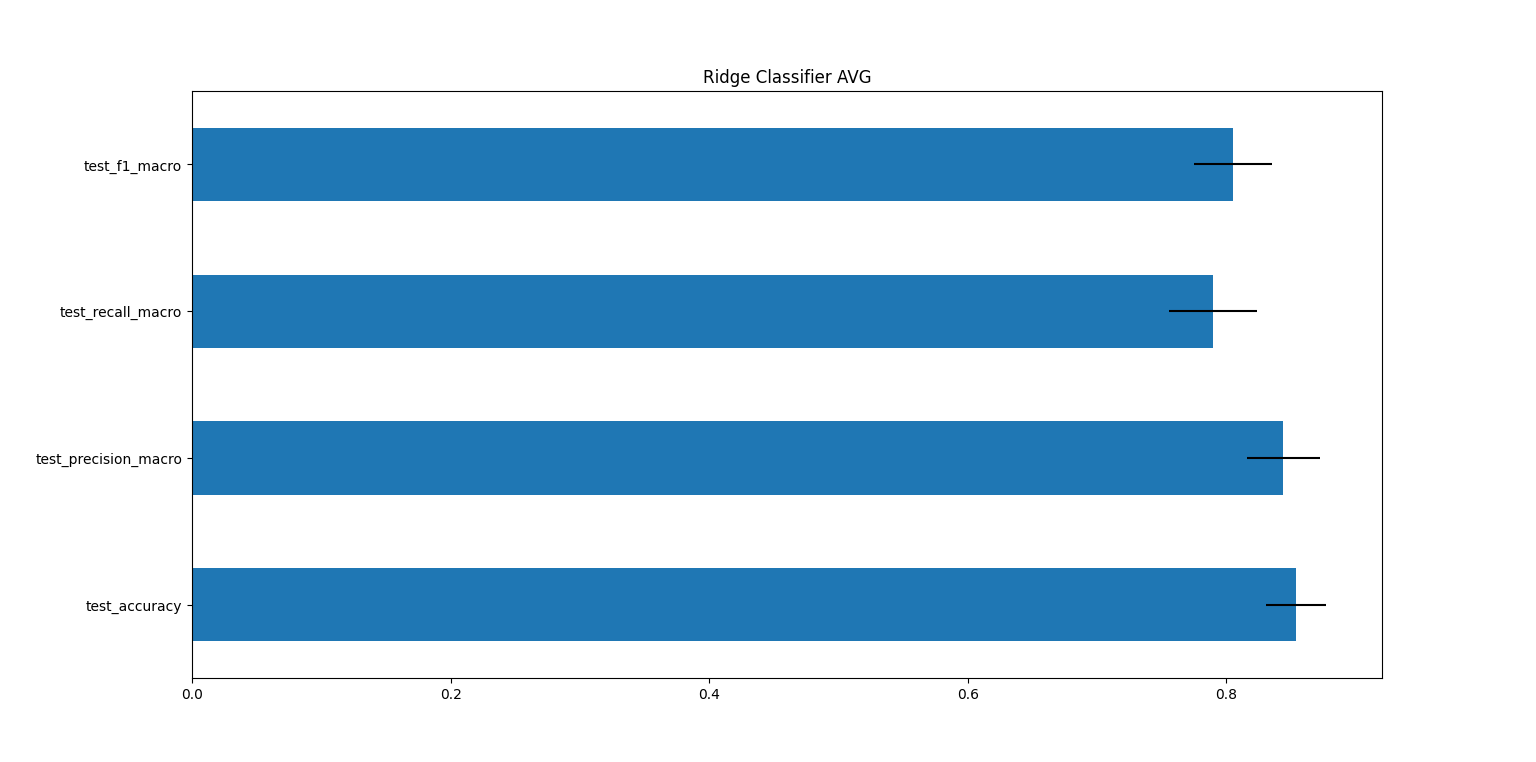 Ridge Classifier AVG
test_f1_macro
test_recall_macro
test_precision_macro
test_accuracy
0.0 0.2 0.4 0.6 0.8